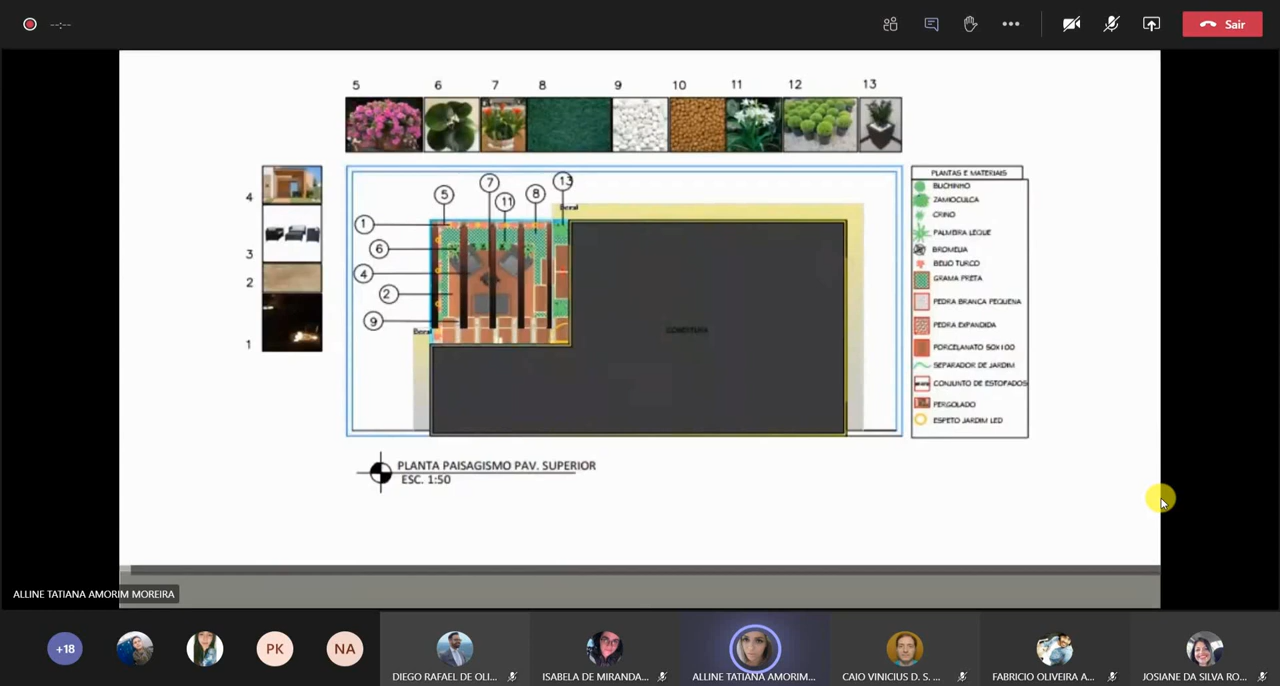 --:--
Sair
5 6 7 8 9 10 11 12 13
4
3
2
1
5 7 11 8 13
Beral
1
6
4
2
9
Beral
COBERTURA
PLANTAS E MATERIAIS
BUCHINHO
ZAMIOCULCA
CRINO
PALMEIRA LEQUE
BROMELIA
BEIJO TURCO
GRAMA PRETA
PEDRA BRANCA PEQUENA
PEDRA EXPANDIDA
PORCELANATO 50X100
SEPARADOR DE JARDIM
CONJUNTO DE ESTOFADOS
PERGOLADO
ESPETO JARDIM LED
PLANTA PAISAGISMO PAV. SUPERIOR
ESC. 1:50
ALLINE TATIANA AMORIM MOREIRA
+18
PK
NA
DIEGO RAFAEL DE OLI...
ISABELA DE MIRANDA...
ALLINE TATIANA AMORIM...
CAIO VINICIUS D. S. ...
FABRICIO OLIVEIRA A...
JOSIANE DA SILVA RO...